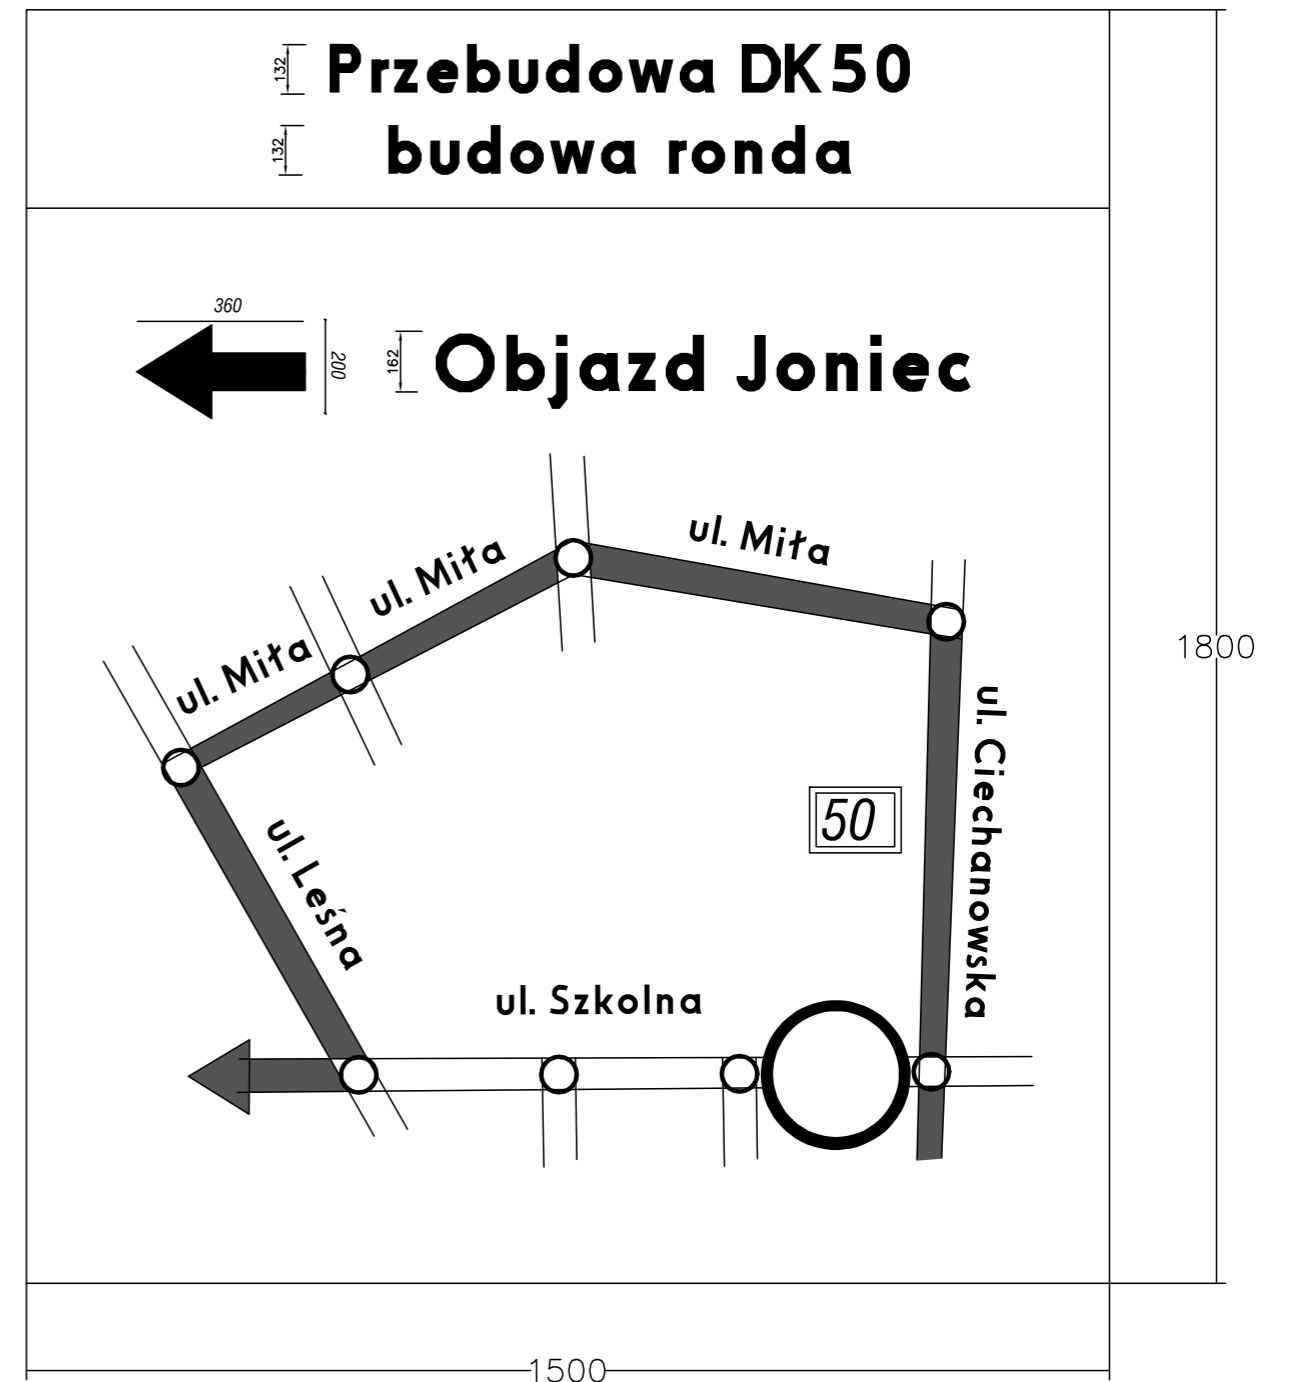 132
Przebudowa DK50
132
budowa ronda
360
200
162
Objazd Joniec
ul. Miła
ul. Miła
ul. Miła
1800
ul. Ciechanowska
50
ul. Leśna
ul. Szkolna
1500